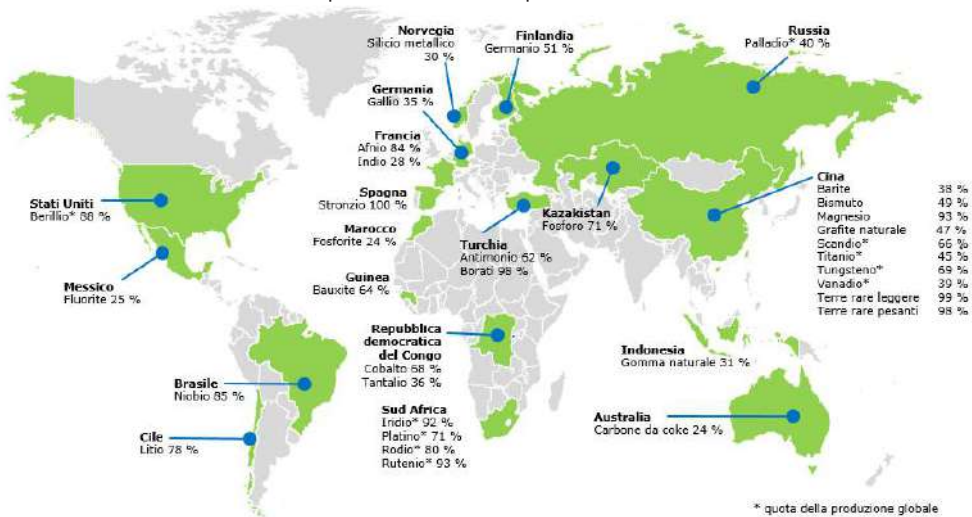 Norvegia
Silicio metallico
30 %
Finlandia
Germanio 51 %
Russia
Palladio* 40 %
Germania
Gallio 35 %
Francia
Afnio 84 %
Indio 28 %
Spagna
Stronzio 100 %
Marocco
Fosforite 24 %
Guinea
Bauxite 64 %
Stati Uniti
Berillio* 88 %
Messico
Fluorite 25 %
Kazakistan
Fosforo 71 %
Turchia
Antimonio 62 %
Borati 98 %
Cina
Barite 38 %
Bismuto 49 %
Magnesio 93 %
Grafite naturale 47 %
Scandio* 66 %
Titanio* 45 %
Tungsteno* 69 %
Vanadio* 39 %
Terre rare leggere 99 %
Terre rare pesanti 98 %
Repubblica
democratica
del Congo
Cobalto 68 %
Tantalio 36 %
Indonesia
Gomma naturale 31 %
Brasile
Niobio 85 %
Cile
Litio 78 %
Sud Africa
Iridio* 92 %
Platino* 71 %
Rodio* 80 %
Rutenio* 93 %
Australia
Carbone da coke 24 %
* quota della produzione globale